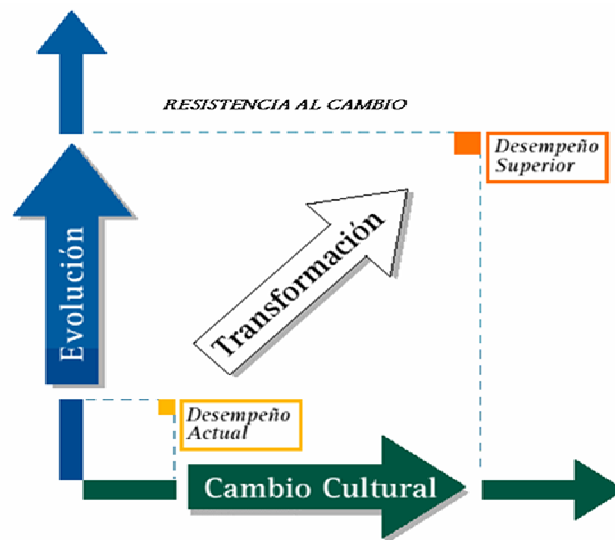 RESISTENCIA AL CAMBIO
Desempeño
Superior
Evolución
Transformación
Desempeño
Actual
Cambio Cultural